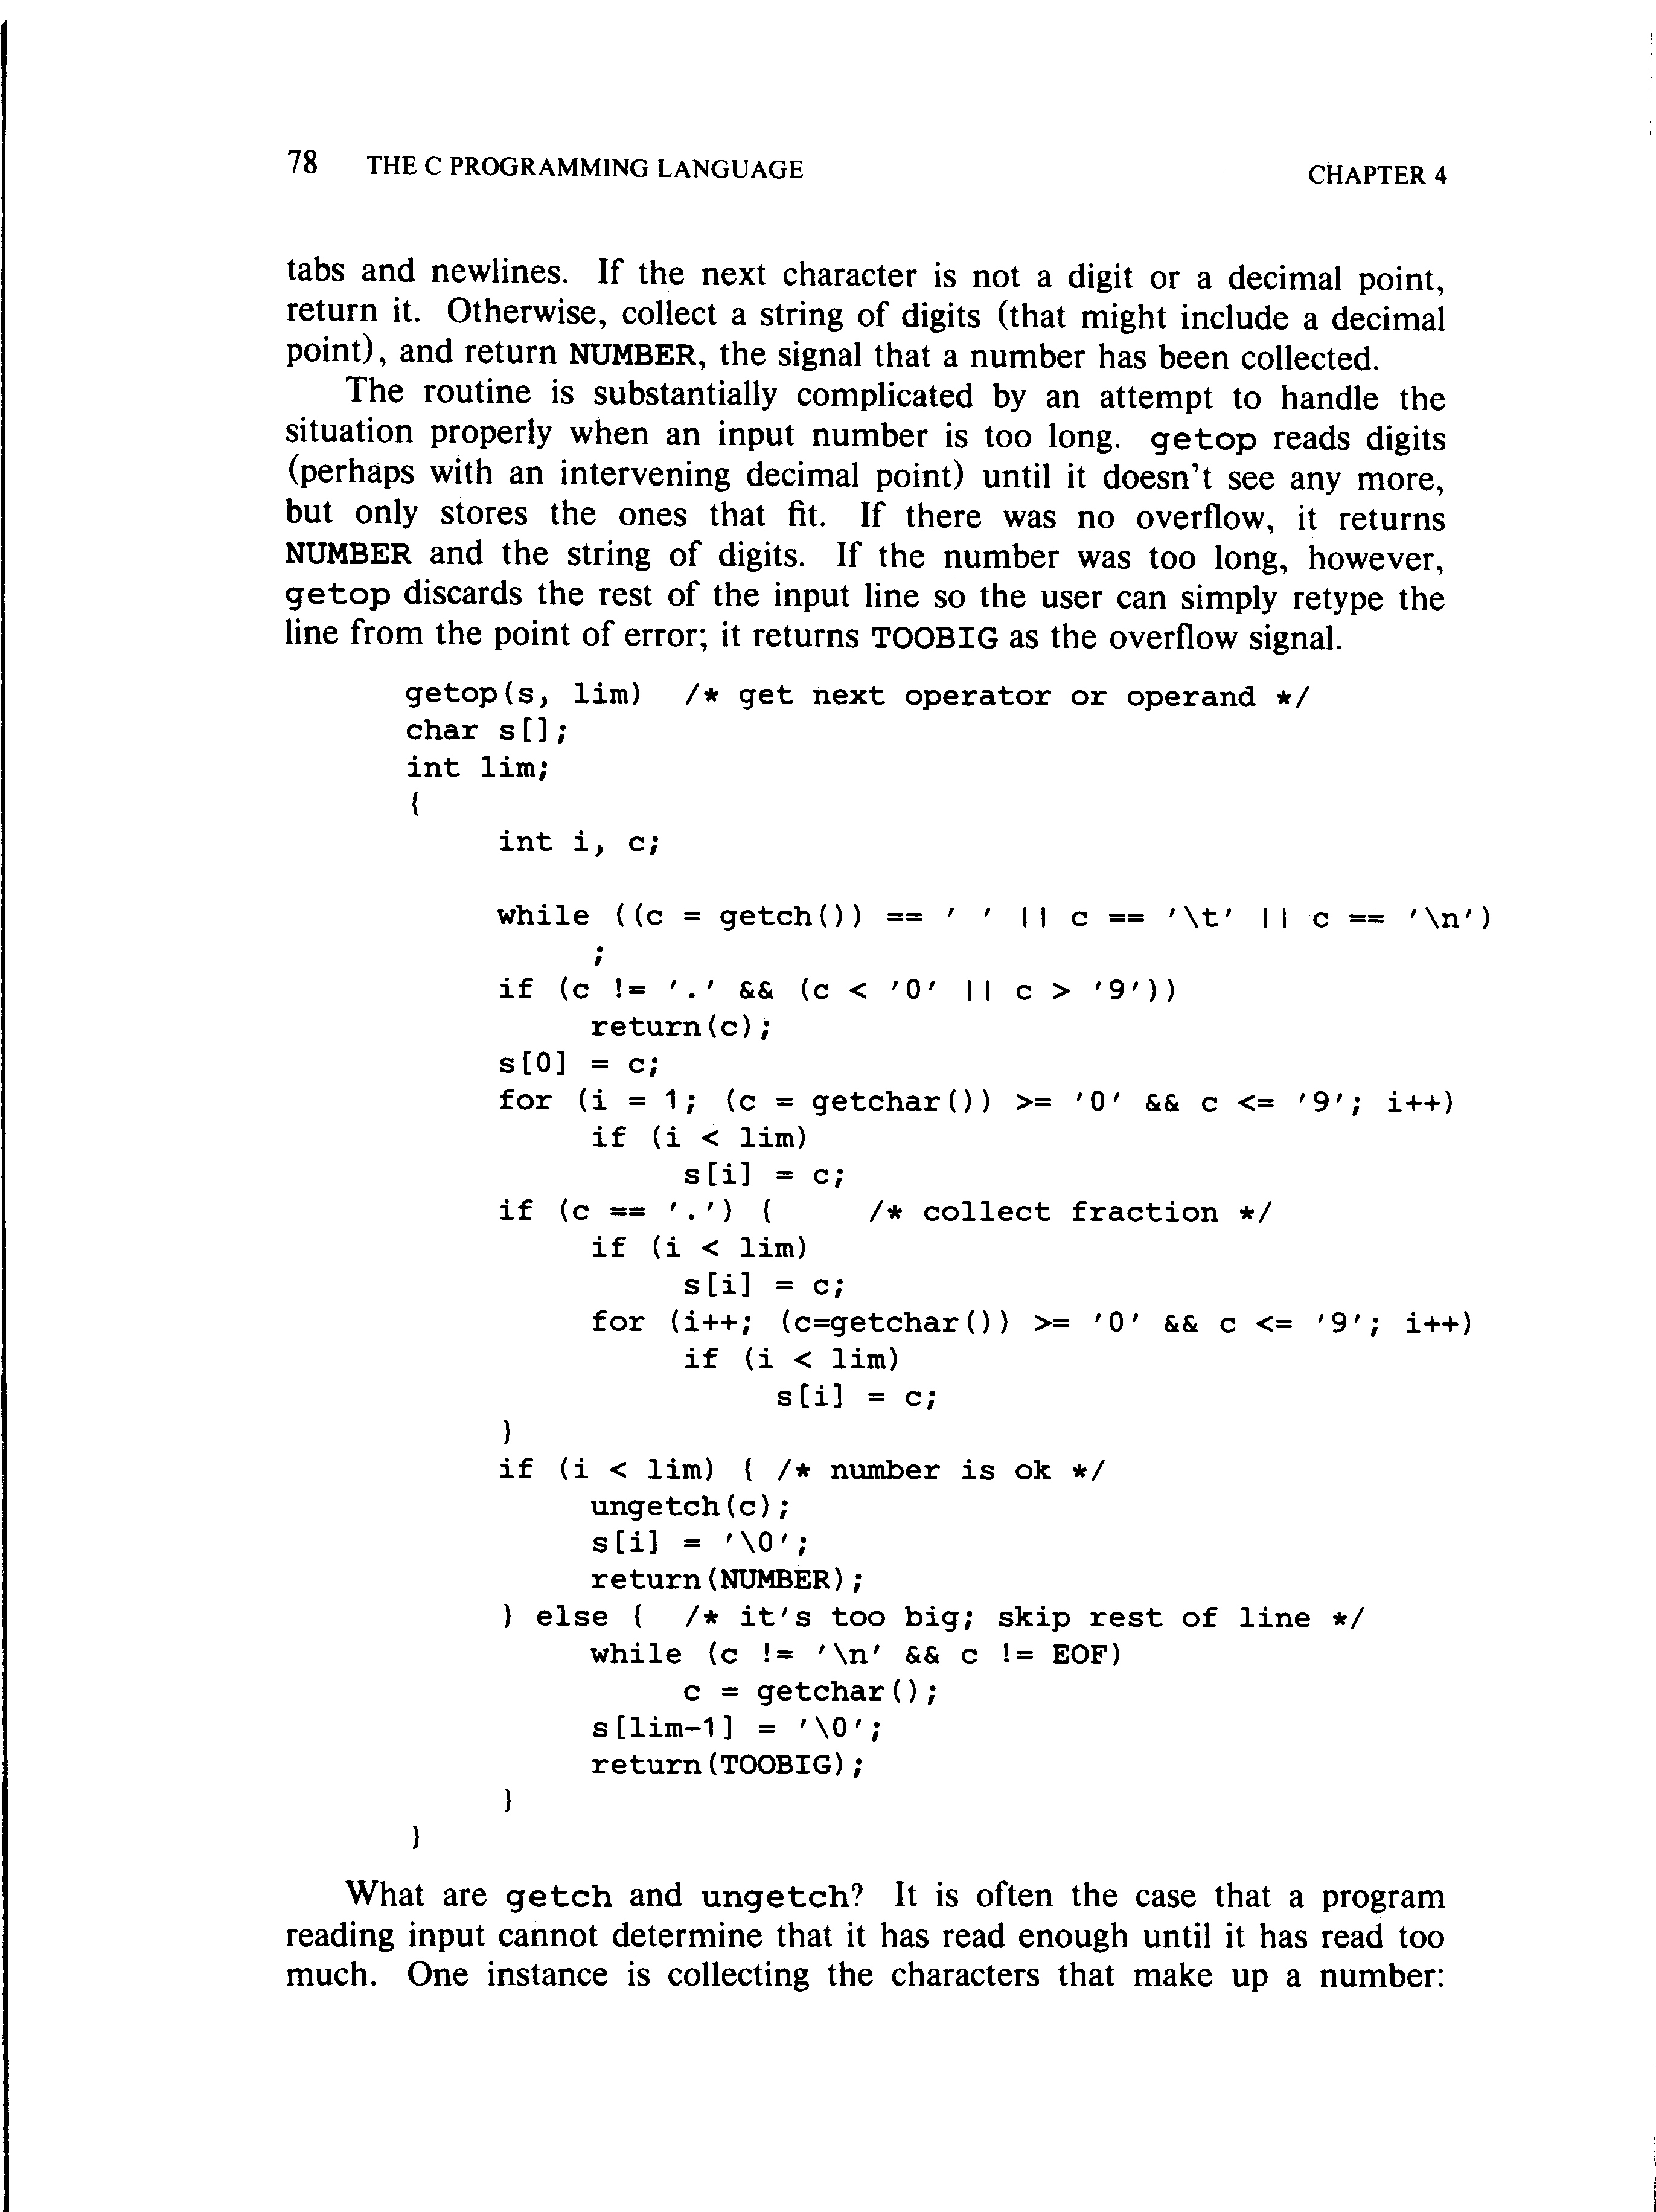 78 THE C PROGRAMMING LANGUAGE CHAPTER 4
tabs and newlines. If the next character is not a digit or a decimal point,
return it. Otherwise, collect a string of digits (that might include a decimal
point), and return NUMBER, the signal that a number has been collected.
The routine is substantially complicated by an attempt to handle the
situation properly when an input number is too long. getop reads digits
(perhaps with an intervening decimal point) until it doesn't see any more,
but only stores the ones that fit. If there was no overflow, it returns
NUMBER and the string of digits. If the number was too long, however,
getop discards the rest of the input line so the user can simply retype the
line from the point of error; it returns TOOBIG as the overflow signal.
getop(s, lim)  /* get next operator or operand */
char s[];
int lim;
{
     int i, c;
     while ((c = getch()) == ' ' || c == '\t' || c == '\n')
          ;
     if (c != '.' && (c < '0' || c > '9'))
          return(c);
     s[0] = c;
     for (i = 1; (c = getchar()) >= '0' && c <= '9'; i++)
          if (i < lim)
               s[i] = c;
     if (c == '.') {     /* collect fraction */
          if (i < lim)
               s[i] = c;
          for (i++; (c=getchar()) >= '0' && c <= '9'; i++)
               if (i < lim)
                    s[i] = c;
     }
     if (i < lim) { /* number is ok */
          ungetch(c);
          s[i] = '\0';
          return(NUMBER);
     } else {  /* it's too big; skip rest of line */
          while (c != '\n' && c != EOF)
               c = getchar();
          s[lim-1] = '\0';
          return(TOOBIG);
     }
}
What are getch and ungetch? It is often the case that a program
reading input cannot determine that it has read enough until it has read too
much. One instance is collecting the characters that make up a number: